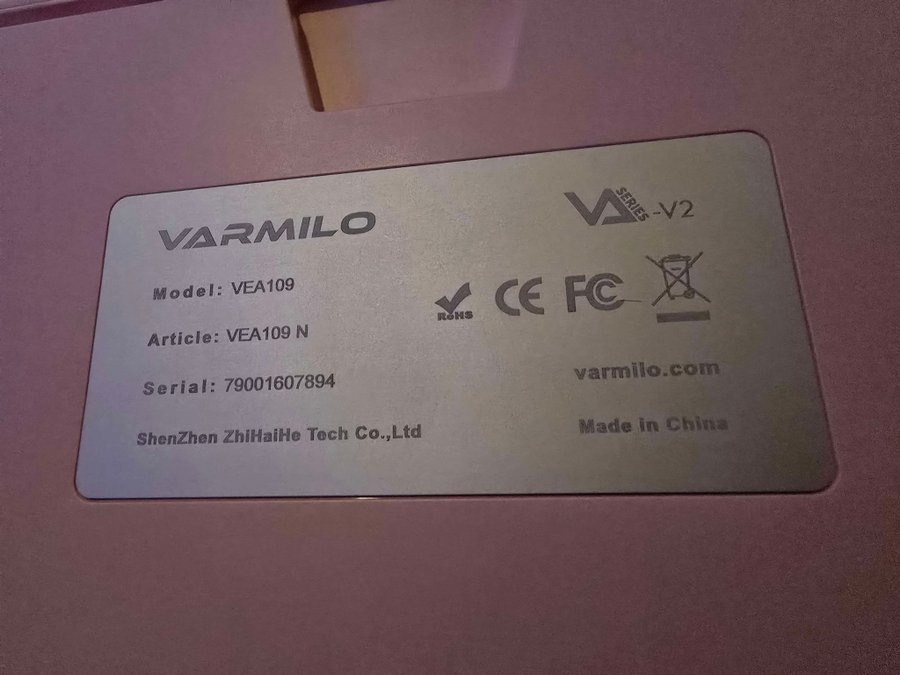 VARMILO
VA SERIES -V2
Model: VEA109
RoHS CE FC
Article: VEA109 N
Serial: 79001607894
varmilo.com
ShenZhen ZhiHaiHe Tech Co.,Ltd
Made in China